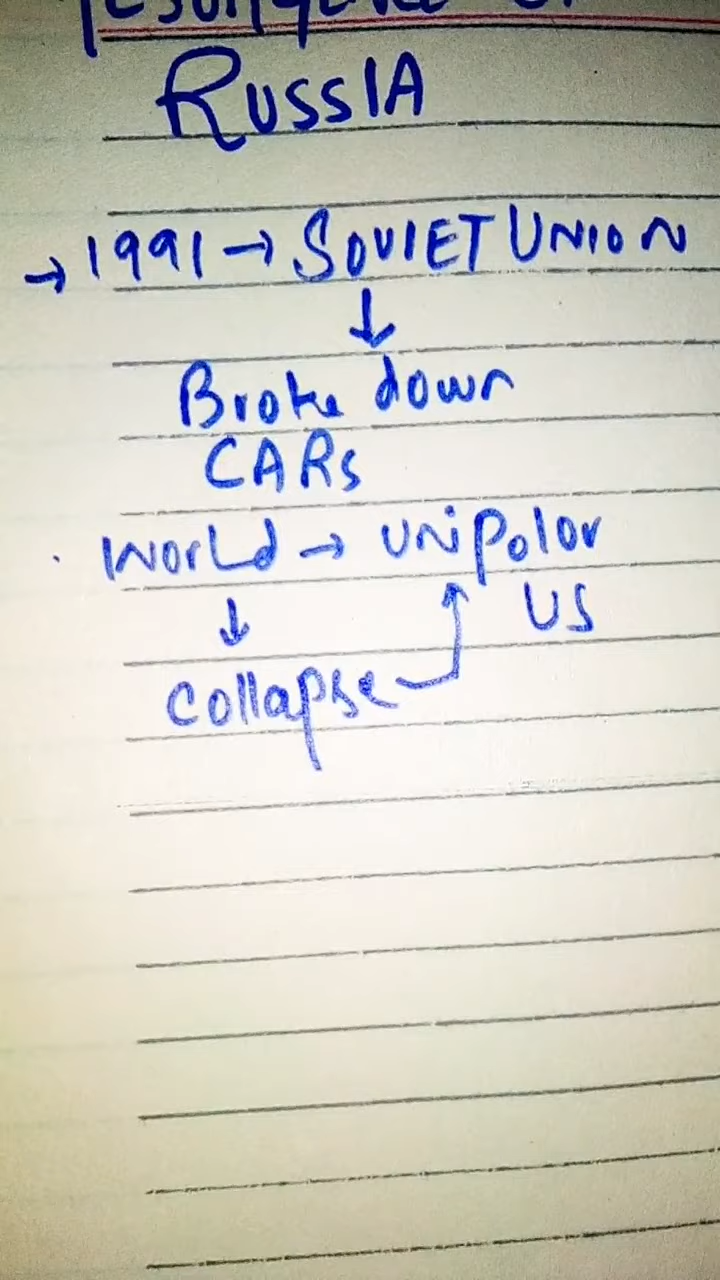 RUSSIA
→ 1991 → SOVIET UNION
↓
Broke down
CARs
World → Unipolor
↓ US
Collapse